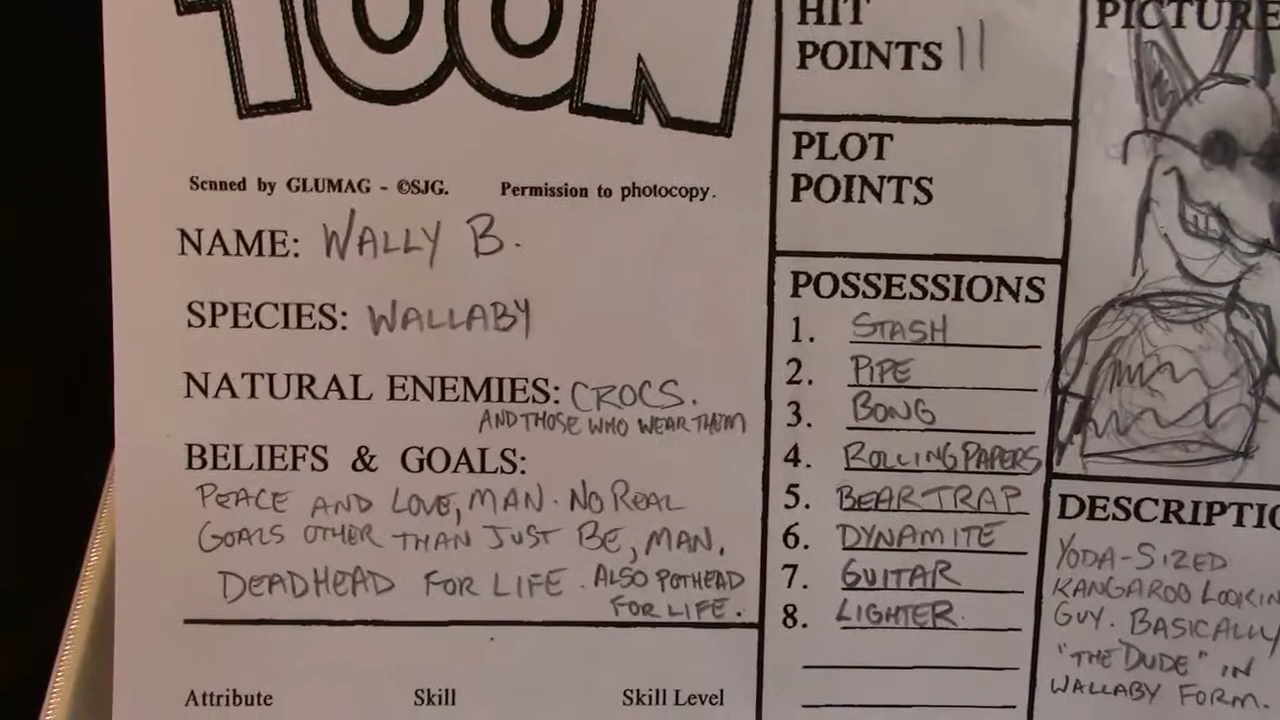 TOON
Scnned by GLUMAG - ©SJG. Permission to photocopy.
NAME: WALLY B.
SPECIES: WALLABY
NATURAL ENEMIES: CROCS.
AND THOSE WHO WEAR THEM
BELIEFS & GOALS:
PEACE AND LOVE, MAN. NO REAL
GOALS OTHER THAN JUST BE, MAN.
DEADHEAD FOR LIFE. ALSO POTHEAD
FOR LIFE.
Attribute Skill Skill Level
HIT
POINTS 11
PLOT
POINTS
POSSESSIONS
1. STASH
2. PIPE
3. BONG
4. ROLLING PAPERS
5. BEAR TRAP
6. DYNAMITE
7. GUITAR
8. LIGHTER.
PICTURE
DESCRIPTIO
YODA-SIZED
KANGAROO LOOKIN
GUY. BASICALLY
"THE DUDE" IN
WALLABY FORM.